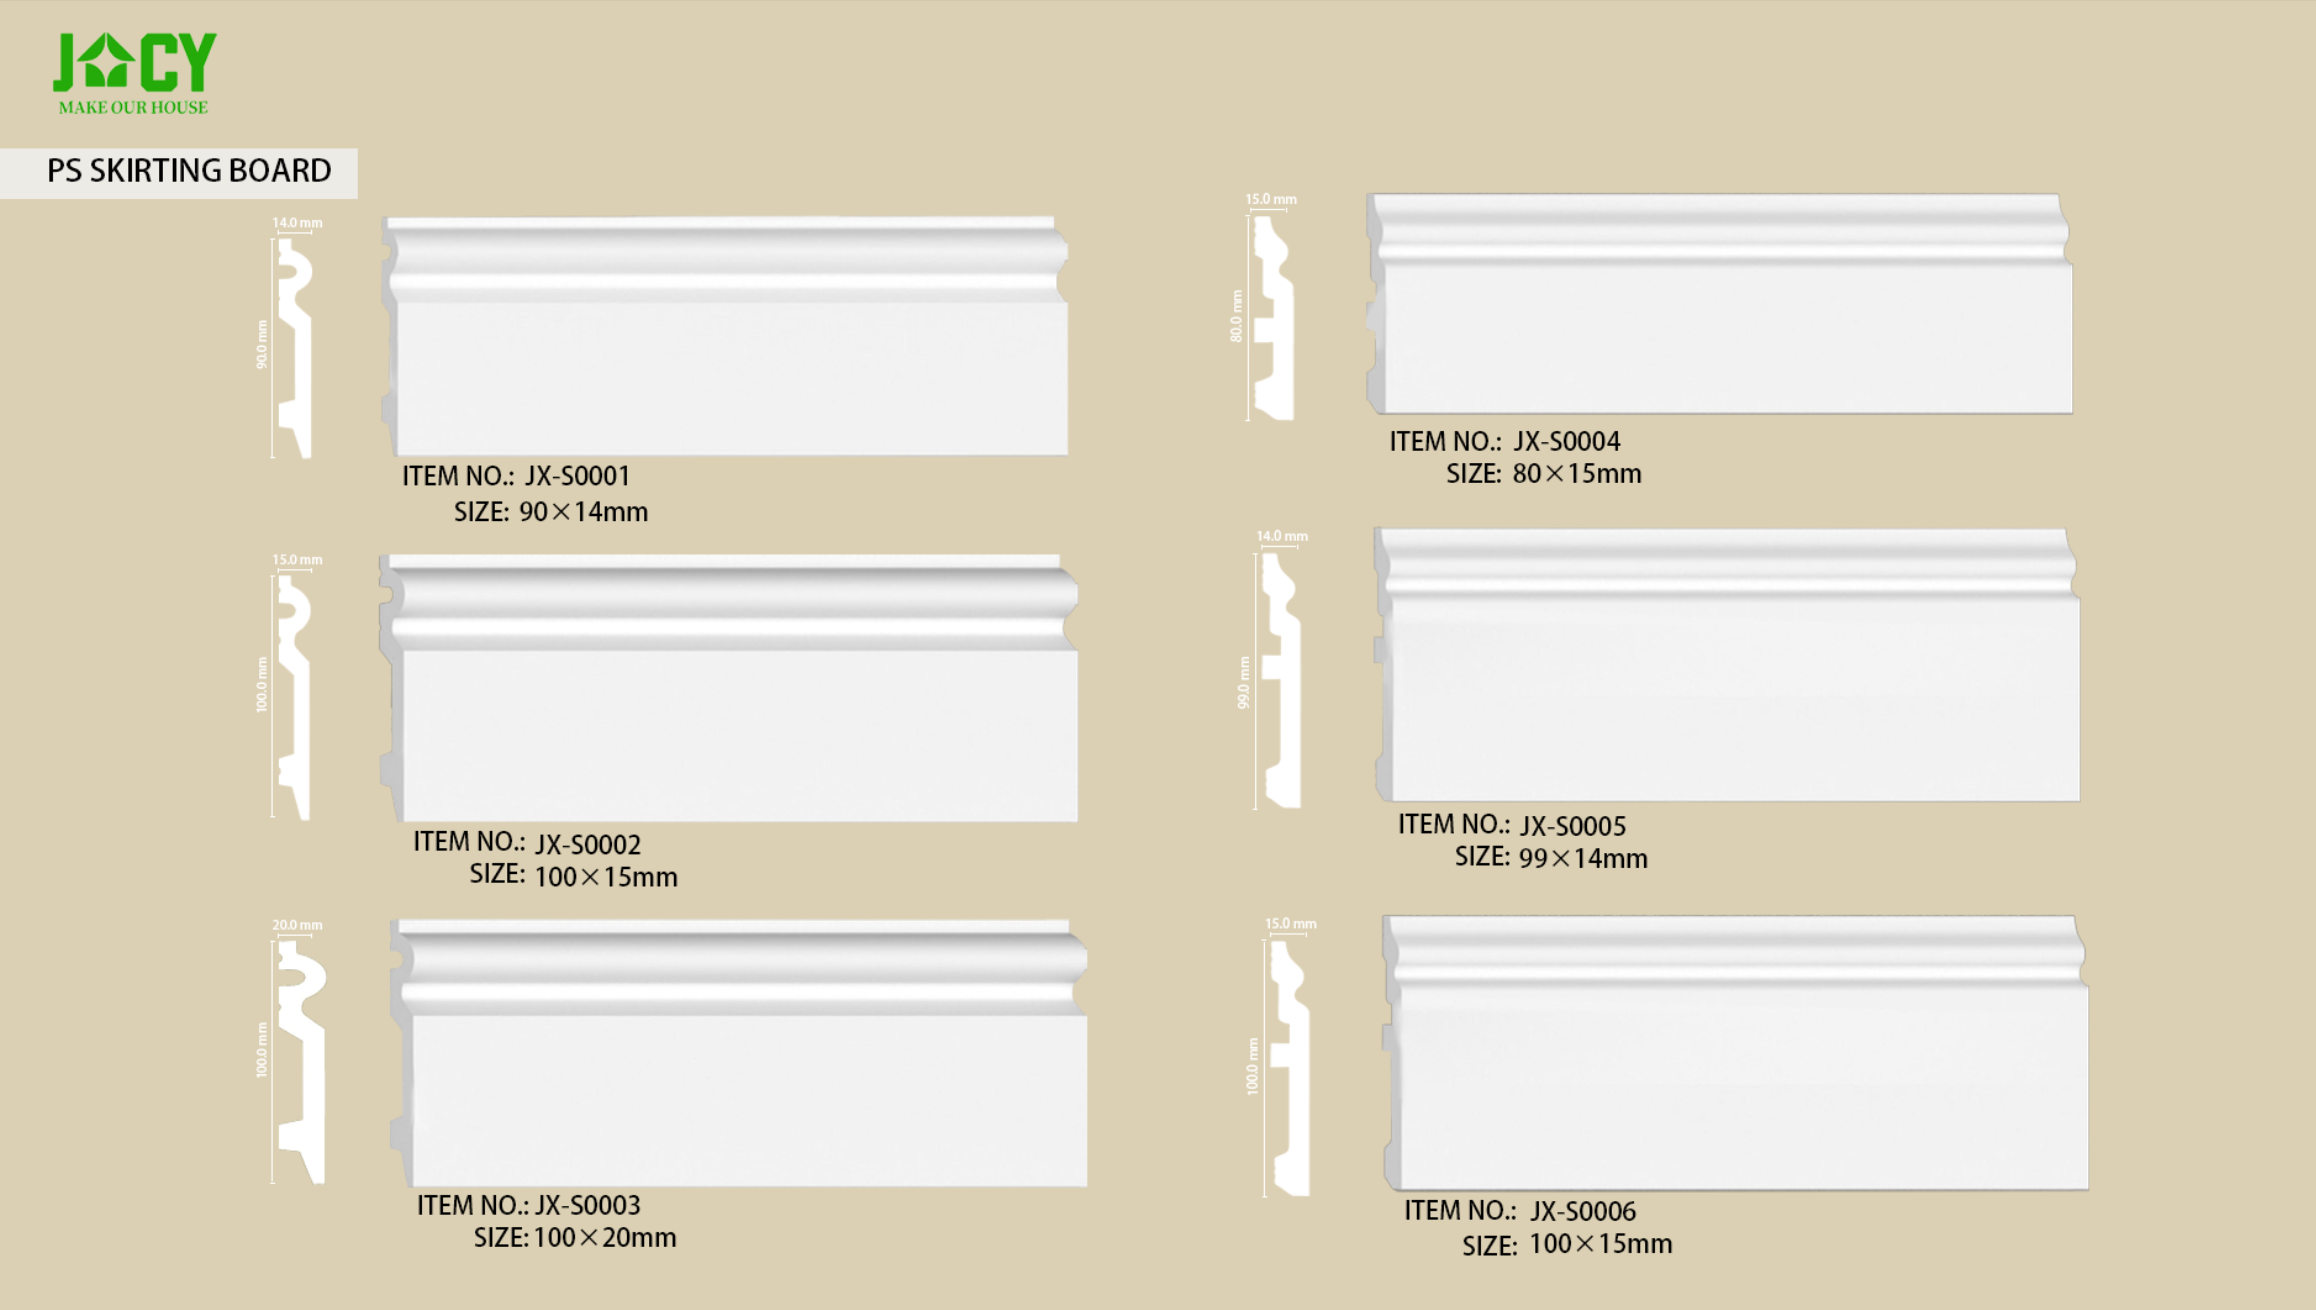 JACY
MAKE OUR HOUSE
PS SKIRTING BOARD
14.0 mm
90.0 mm
ITEM NO.: JX-S0001
SIZE: 90×14mm
15.0 mm
100.0 mm
ITEM NO.: JX-S0002
SIZE: 100×15mm
20.0 mm
100.0 mm
ITEM NO.: JX-S0003
SIZE: 100×20mm
15.0 mm
80.0 mm
ITEM NO.: JX-S0004
SIZE: 80×15mm
14.0 mm
99.0 mm
ITEM NO.: JX-S0005
SIZE: 99×14mm
15.0 mm
100.0 mm
ITEM NO.: JX-S0006
SIZE: 100×15mm